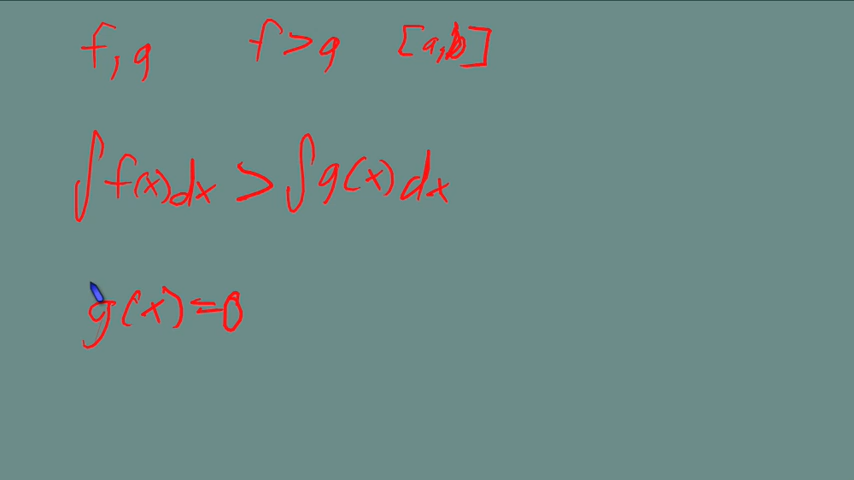 f, g f > g [a, b]
∫ f(x) dx > ∫ g(x) dx
g(x) = 0